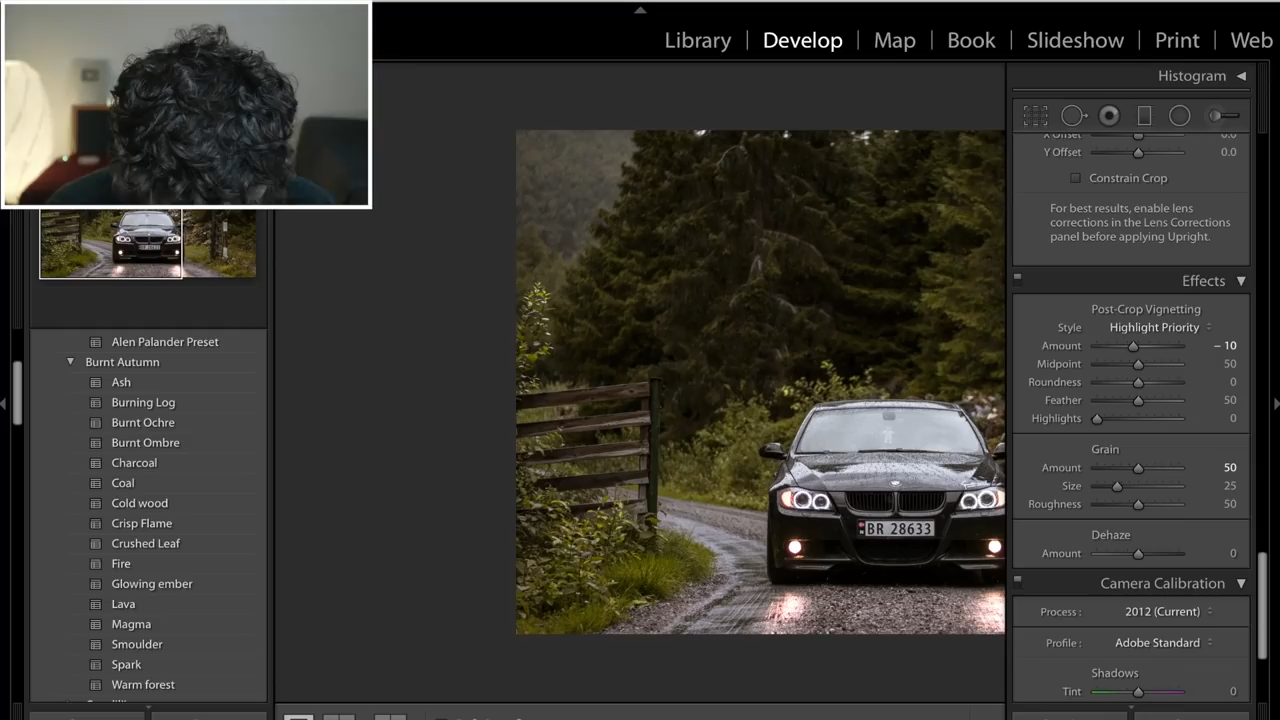 Library | Develop | Map | Book | Slideshow | Print | Web
Histogram
X Offset 0.0
Y Offset 0.0
Constrain Crop
For best results, enable lens
corrections in the Lens Corrections
panel before applying Upright.
Effects
Post-Crop Vignetting
Style Highlight Priority
Amount – 10
Midpoint 50
Roundness 0
Feather 50
Highlights 0
Grain
Amount 50
Size 25
Roughness 50
Dehaze
Amount 0
Camera Calibration
Process : 2012 (Current)
Profile : Adobe Standard
Shadows
Tint 0
Alen Palander Preset
Burnt Autumn
Ash
Burning Log
Burnt Ochre
Burnt Ombre
Charcoal
Coal
Cold wood
Crisp Flame
Crushed Leaf
Fire
Glowing ember
Lava
Magma
Smoulder
Spark
Warm forest
BR 28633